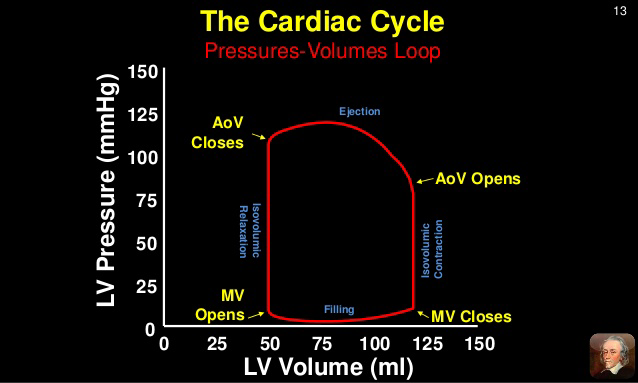 13
The Cardiac Cycle
Pressures-Volumes Loop
LV Pressure (mmHg)
150
125
100
75
50
25
0
AoV
Closes
Ejection
AoV Opens
Isovolumic
Relaxation
Isovolumic
Contraction
MV
Opens
Filling
MV Closes
0 25 50 75 100 125 150
LV Volume (ml)